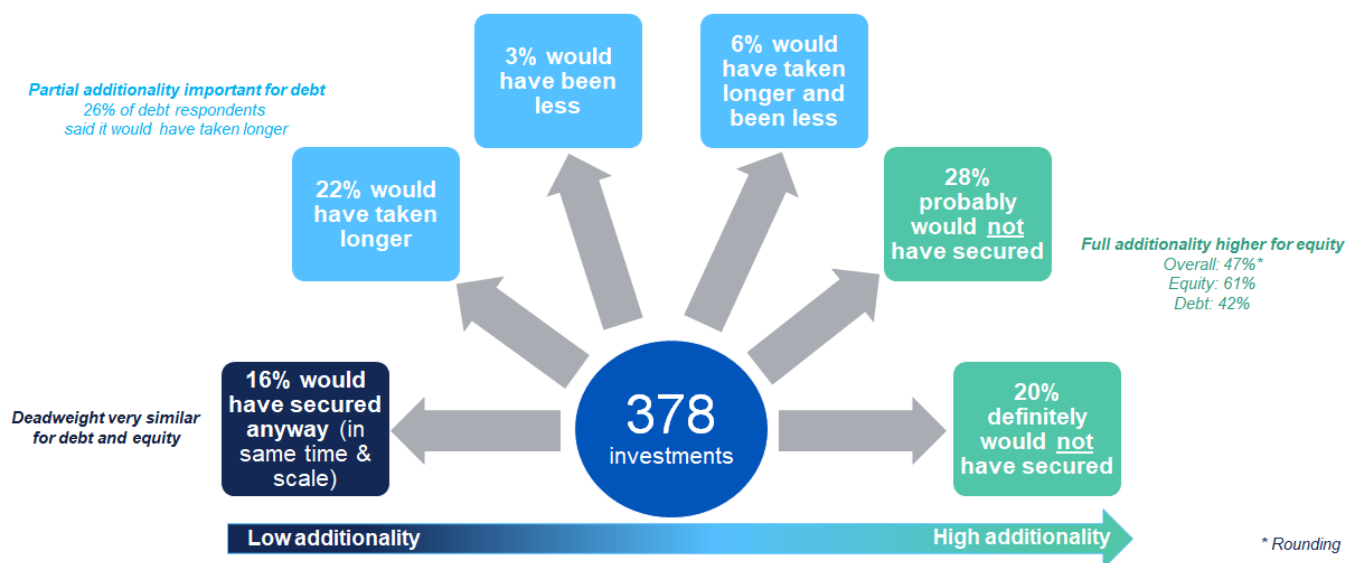 3% would
have been
less
6% would
have taken
longer and
been less
Partial additionality important for debt
26% of debt respondents
said it would have taken longer
22% would
have taken
longer
28%
probably
would not
have secured
Full additionality higher for equity
Overall: 47%*
Equity: 61%
Debt: 42%
16% would
have secured
anyway (in
same time &
scale)
Deadweight very similar
for debt and equity
378
investments
20%
definitely
would not
have secured
Low additionality
High additionality
* Rounding